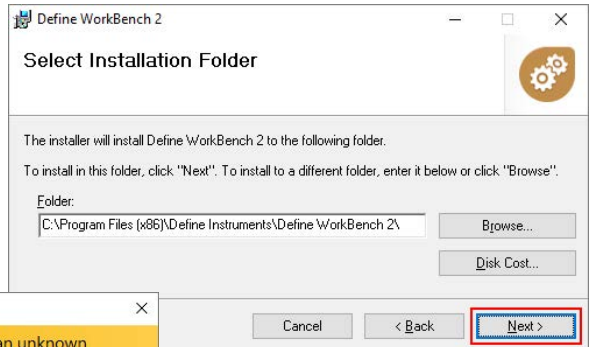 Define WorkBench 2
Select Installation Folder
The installer will install Define WorkBench 2 to the following folder.
To install in this folder, click "Next". To install to a different folder, enter it below or click "Browse".
Folder:
C:\Program Files (x86)\Define Instruments\Define WorkBench 2\
Browse...
Disk Cost...
Cancel
< Back
Next >
an unknown